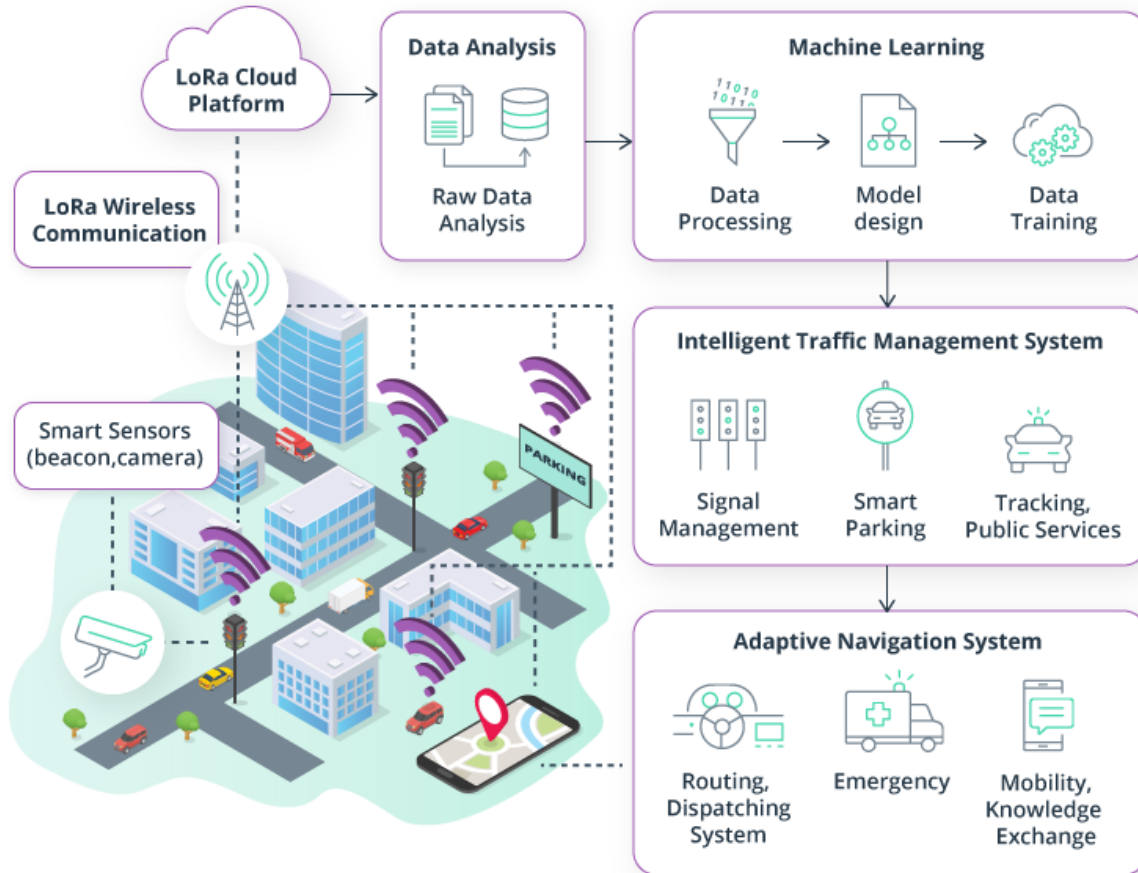 LoRa Cloud
Platform
Data Analysis
Raw Data
Analysis
Machine Learning
11010
10110
Data
Processing
Model
design
Data
Training
LoRa Wireless
Communication
Smart Sensors
(beacon,camera)
PARKING
Intelligent Traffic Management System
Signal
Management
Smart
Parking
Tracking,
Public Services
Adaptive Navigation System
Routing,
Dispatching
System
Emergency
Mobility,
Knowledge
Exchange